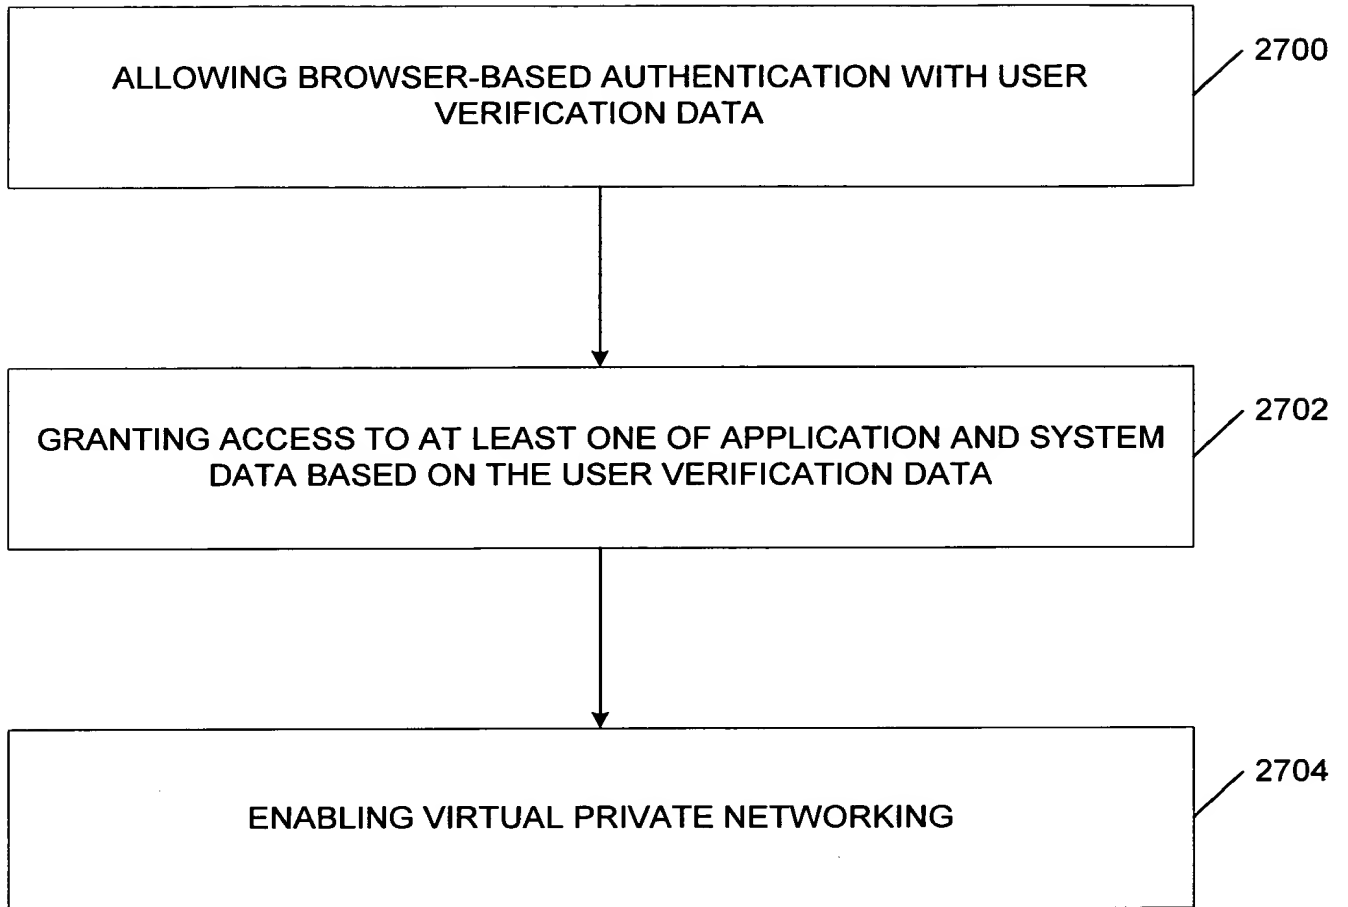 ALLOWING BROWSER-BASED AUTHENTICATION WITH USER
VERIFICATION DATA
2700
GRANTING ACCESS TO AT LEAST ONE OF APPLICATION AND SYSTEM
DATA BASED ON THE USER VERIFICATION DATA
2702
ENABLING VIRTUAL PRIVATE NETWORKING
2704